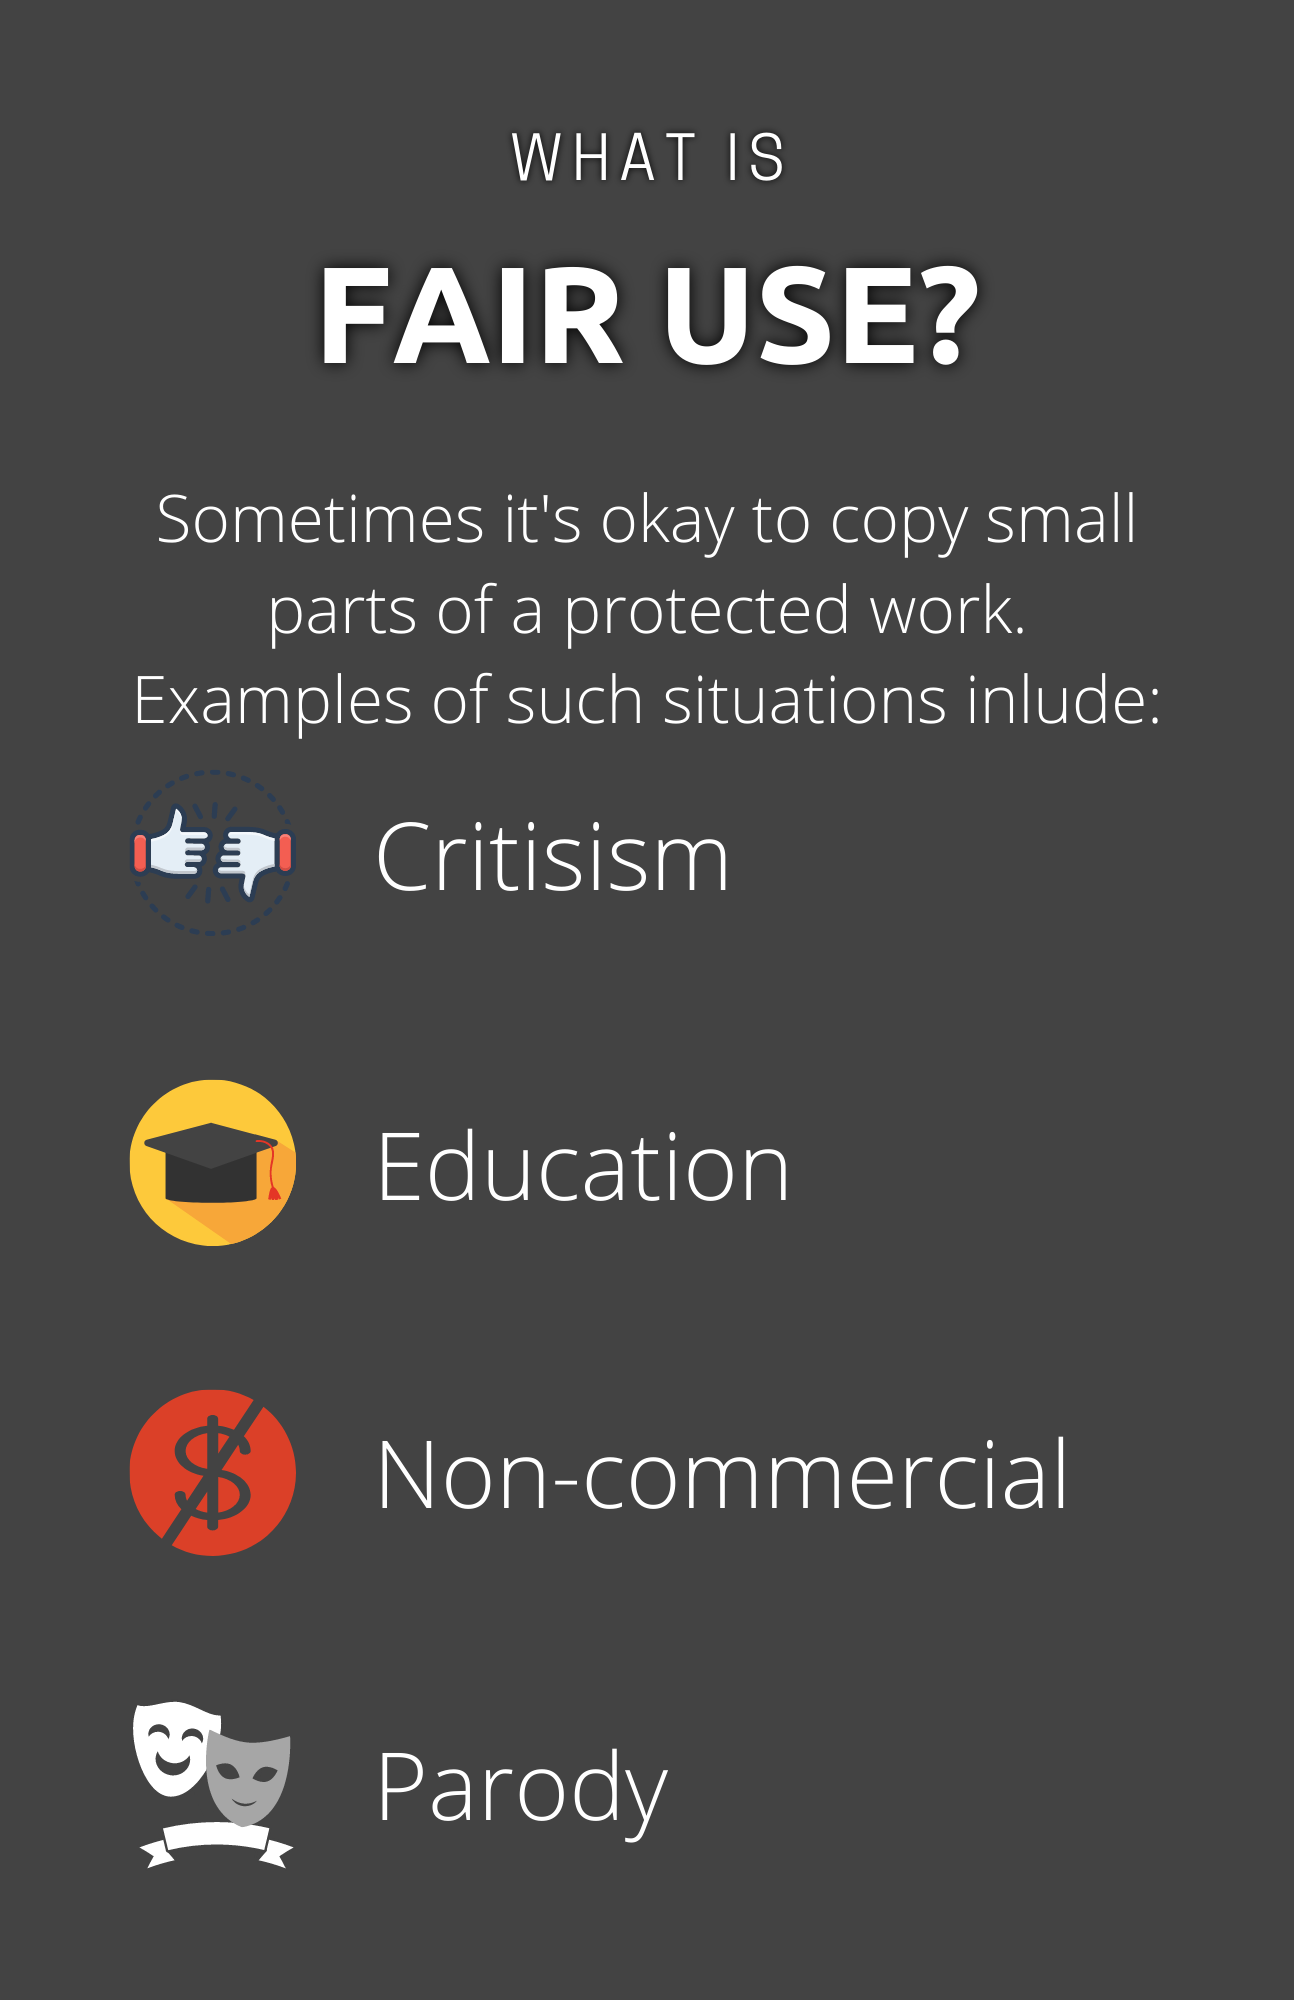 WHAT IS
FAIR USE?
Sometimes it's okay to copy small
parts of a protected work.
Examples of such situations inlude:
Critisism
Education
Non-commercial
Parody